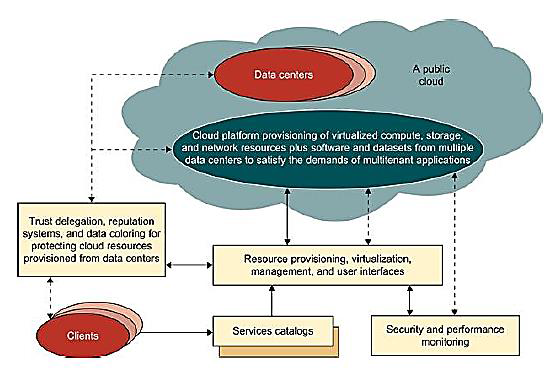 Data centers
A public
cloud
Cloud platform provisioning of virtualized compute, storage,
and network resources plus software and datasets from multiple
data centers to satisfy the demands of multitenant applications
Trust delegation, reputation
systems, and data coloring for
protecting cloud resources
provisioned from data centers
Resource provisioning, virtualization,
management, and user interfaces
Clients
Services catalogs
Security and performance
monitoring